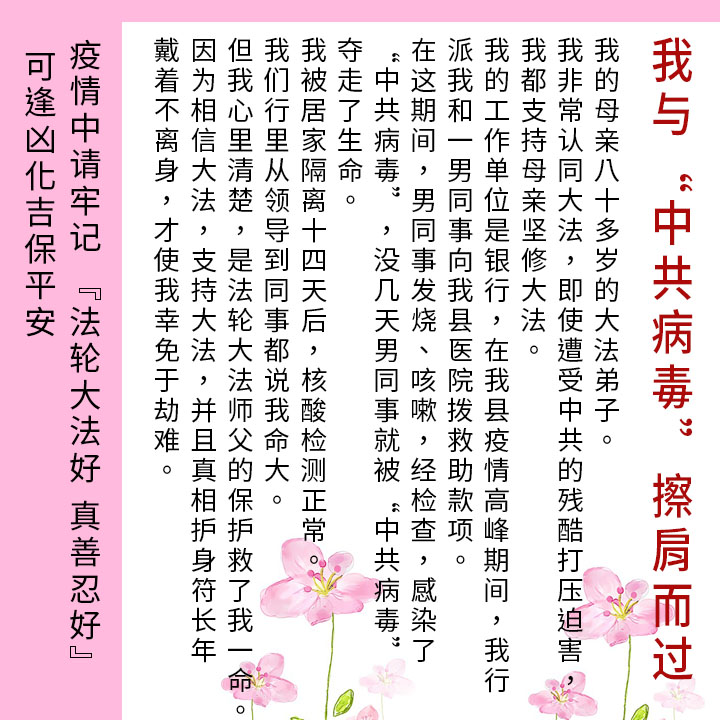 我与“中共病毒”擦肩而过
我的母亲八十多岁的大法弟子。
我非常认同大法，即使遭受中共的残酷打压迫害，
我都支持母亲坚修大法。
我的工作单位是银行，在我县疫情高峰期间，我行
派我和一男同事向我县医院拨救助款项。
在这期间，男同事发烧、咳嗽，经检查，感染了
“中共病毒”，没几天男同事就被“中共病毒”
夺走了生命。
我被居家隔离十四天后，核酸检测正常。
我们行里从领导到同事都说我命大。
但我心里清楚，是法轮大法师父的保护救了我一命。
因为相信大法，支持大法，并且真相护身符长年
戴着不离身，才使我幸免于劫难。
疫情中请牢记『法轮大法好 真善忍好』
可逢凶化吉保平安